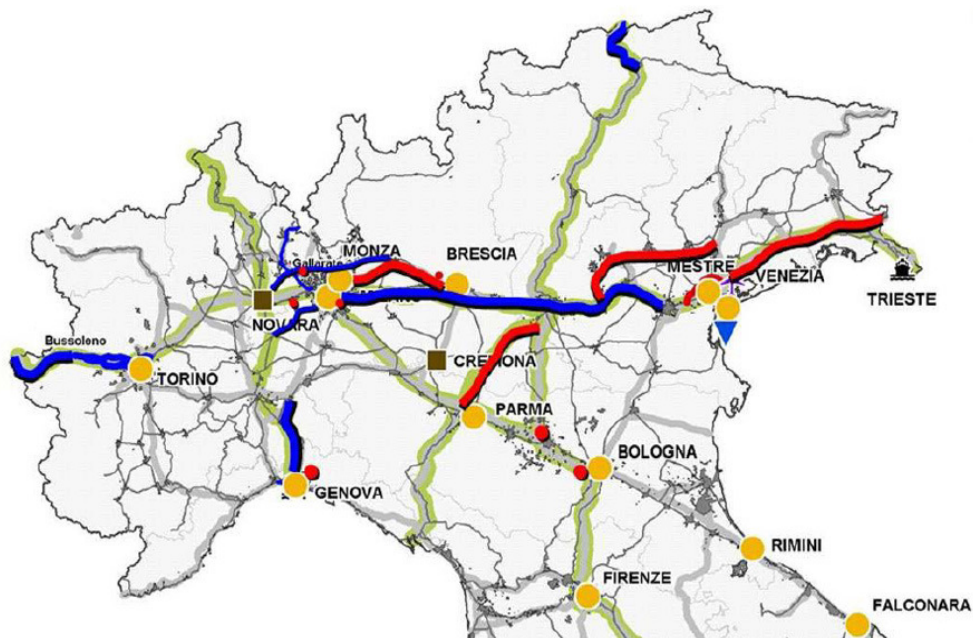 MONZA
Gallarate
BRESCIA
MESTRE
VENEZIA
TRIESTE
NOVARA
Bussoleno
CREMONA
TORINO
PARMA
BOLOGNA
GENOVA
RIMINI
FIRENZE
FALCONARA